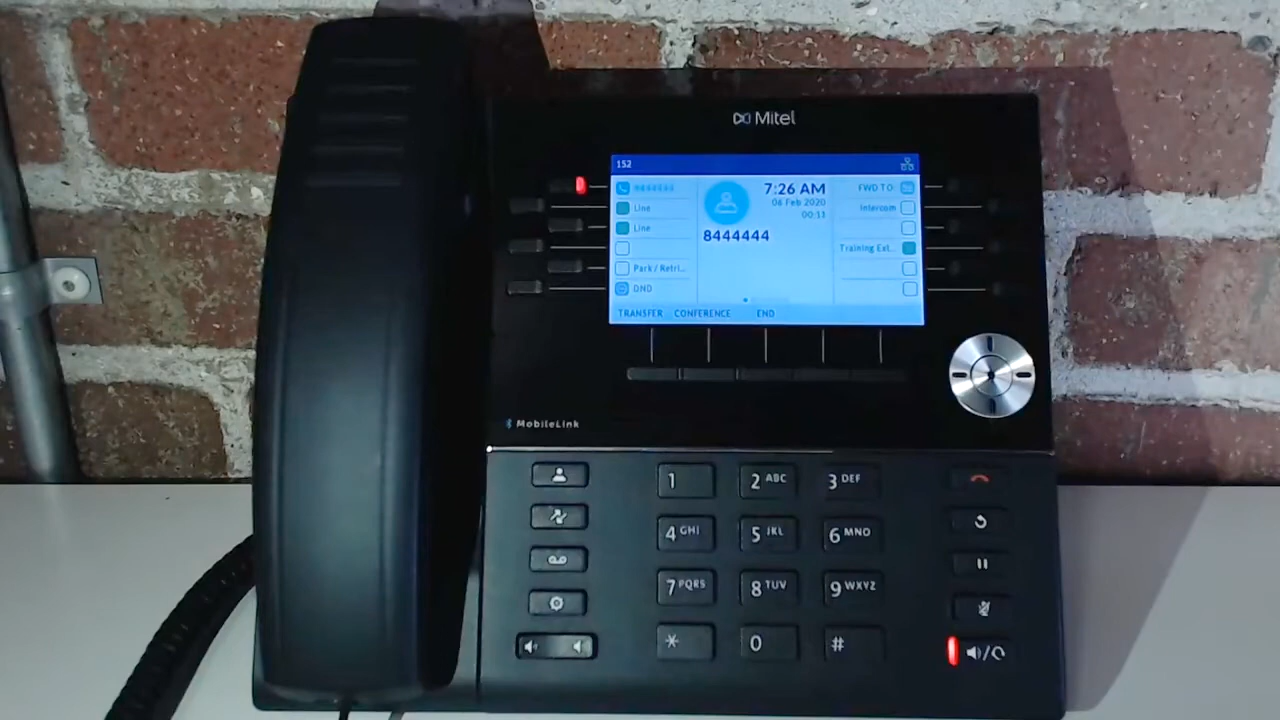 Mitel
152
8444444
Line
Line
Park / Retri...
DND
7:26 AM
06 Feb 2020
00:11
8444444
FWD TO:
Intercom
Training Ext...
TRANSFER CONFERENCE END
MobileLink
1 2 ABC 3 DEF
4 GHI 5 JKL 6 MNO
7 PQRS 8 TUV 9 WXYZ
* 0 #